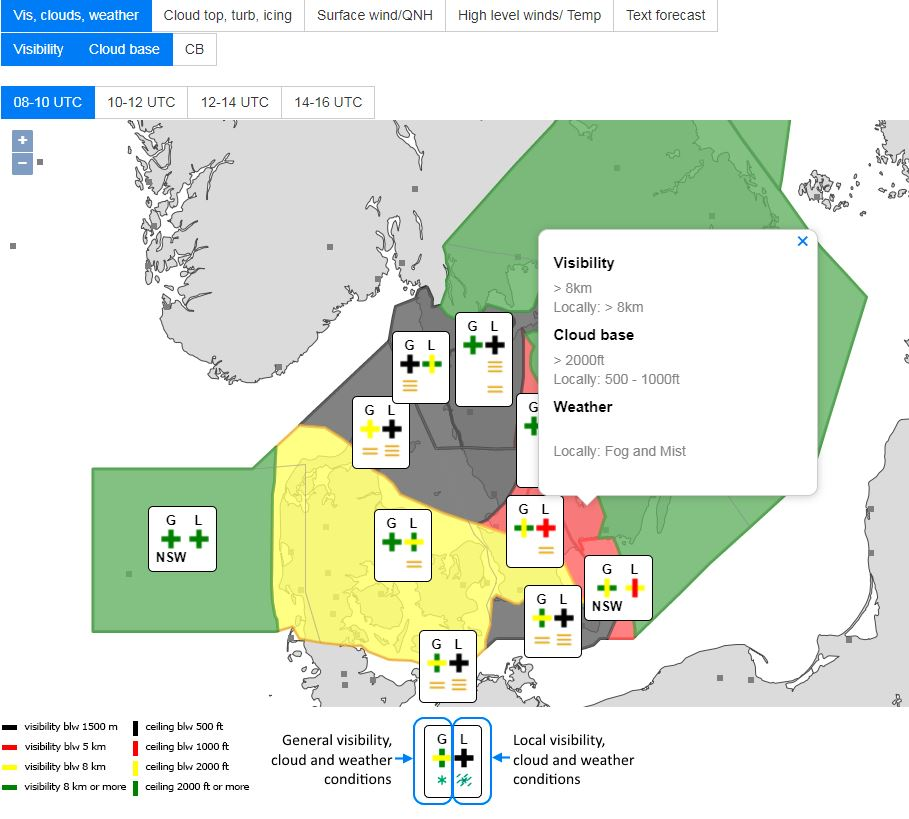 Vis, clouds, weather
Cloud top, turb, icing
Surface wind/QNH
High level winds/ Temp
Text forecast
Visibility
Cloud base
CB
08-10 UTC
10-12 UTC
12-14 UTC
14-16 UTC
+
−
×
Visibility
> 8km
Locally: > 8km
Cloud base
> 2000ft
Locally: 500 - 1000ft
Weather
Locally: Fog and Mist
G L
G L
G L
G
G L
NSW
G L
G L
G L
NSW
G L
G L
visibility blw 1500 m
ceiling blw 500 ft
visibility blw 5 km
ceiling blw 1000 ft
visibility blw 8 km
ceiling blw 2000 ft
visibility 8 km or more
ceiling 2000 ft or more
General visibility,
cloud and weather
conditions
G L
Local visibility,
cloud and weather
conditions